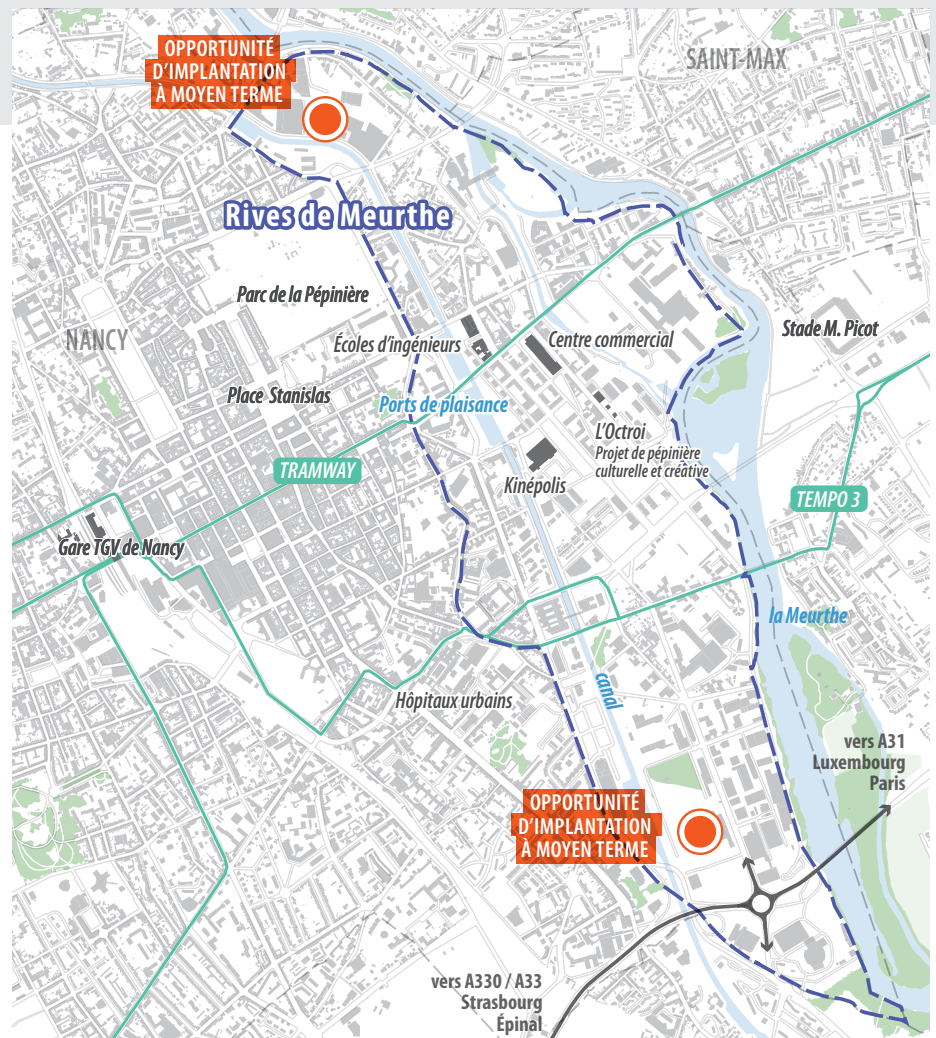 OPPORTUNITÉ
D'IMPLANTATION
À MOYEN TERME
SAINT-MAX
Rives de Meurthe
Parc de la Pépinière
NANCY
Écoles d'ingénieurs
Centre commercial
Stade M. Picot
Place Stanislas
Ports de plaisance
L'Octroi
Projet de pépinière
culturelle et créative
TRAMWAY
Kinépolis
TEMPO 3
Gare TGV de Nancy
la Meurthe
canal
Hôpitaux urbains
vers A31
Luxembourg
Paris
OPPORTUNITÉ
D'IMPLANTATION
À MOYEN TERME
vers A330 / A33
Strasbourg
Épinal